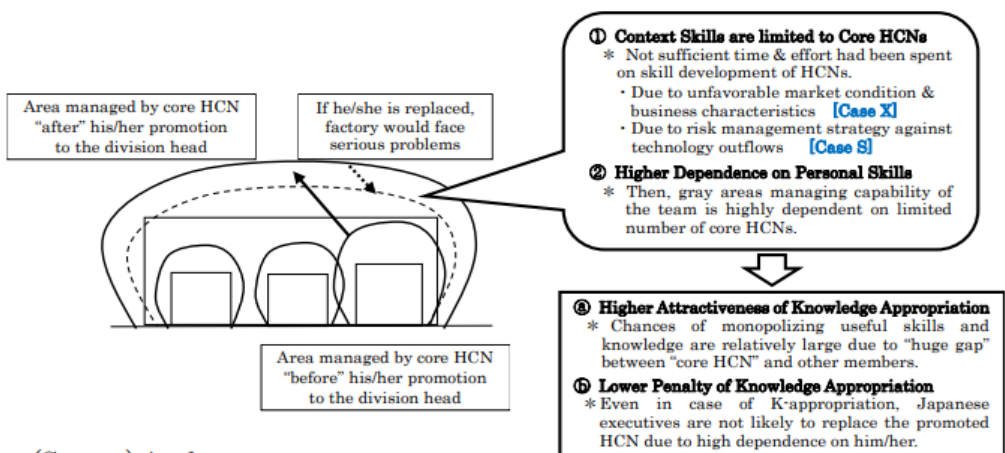 ① Context Skills are limited to Core HCNs
* Not sufficient time & effort had been spent
on skill development of HCNs.
・Due to unfavorable market condition &
business characteristics [Case X]
・Due to risk management strategy against
technology outflows [Case S]
② Higher Dependence on Personal Skills
* Then, gray areas managing capability of
the team is highly dependent on limited
number of core HCNs.
Area managed by core HCN
"after" his/her promotion
to the division head
If he/she is replaced,
factory would face
serious problems
Area managed by core HCN
"before" his/her promotion
to the division head
ⓐ Higher Attractiveness of Knowledge Appropriation
* Chances of monopolizing useful skills and
knowledge are relatively large due to "huge gap"
between "core HCN" and other members.
ⓑ Lower Penalty of Knowledge Appropriation
* Even in case of K-appropriation, Japanese
executives are not likely to replace the promoted
HCN due to high dependence on him/her.